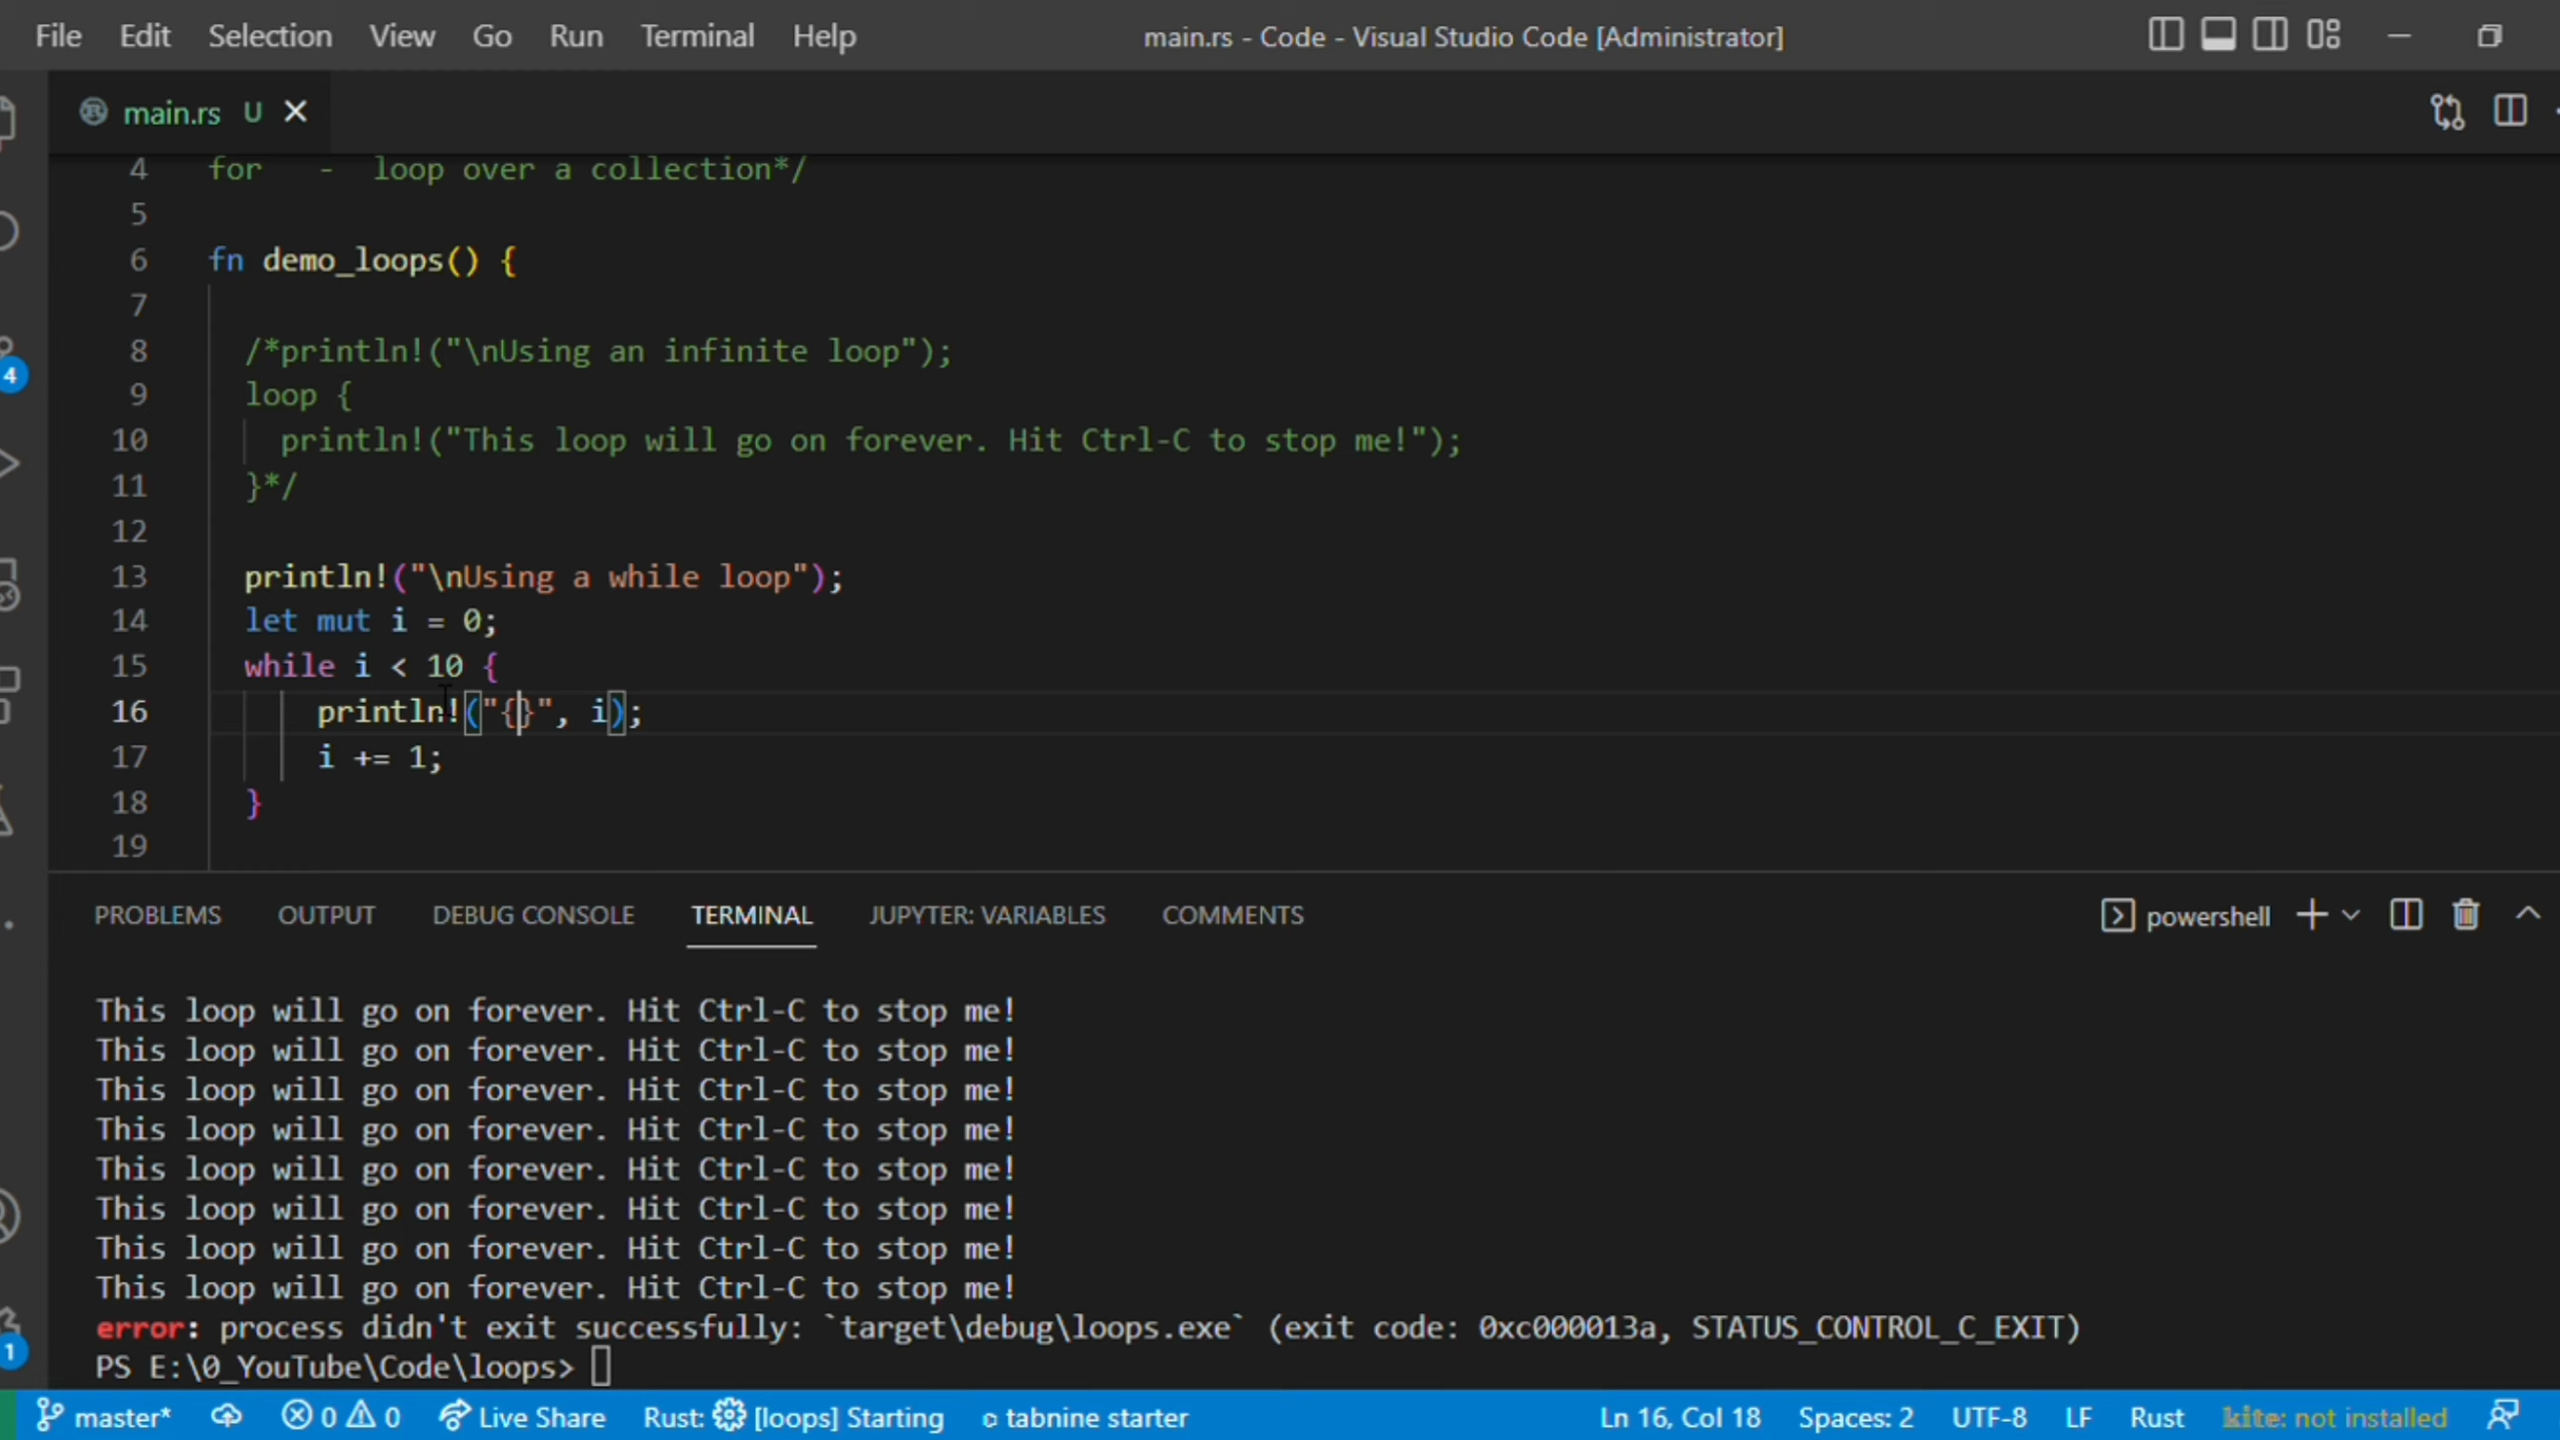 File Edit Selection View Go Run Terminal Help main.rs - Code - Visual Studio Code [Administrator]
main.rs U
4 for - loop over a collection*/
5
6 fn demo_loops() {
7
8 /*println!("\nUsing an infinite loop");
9 loop {
10 println!("This loop will go on forever. Hit Ctrl-C to stop me!");
11 }*/
12
13 println!("\nUsing a while loop");
14 let mut i = 0;
15 while i < 10 {
16 println!("{}", i);
17 i += 1;
18 }
19
4
PROBLEMS OUTPUT DEBUG CONSOLE TERMINAL JUPYTER: VARIABLES COMMENTS powershell
This loop will go on forever. Hit Ctrl-C to stop me!
This loop will go on forever. Hit Ctrl-C to stop me!
This loop will go on forever. Hit Ctrl-C to stop me!
This loop will go on forever. Hit Ctrl-C to stop me!
This loop will go on forever. Hit Ctrl-C to stop me!
This loop will go on forever. Hit Ctrl-C to stop me!
This loop will go on forever. Hit Ctrl-C to stop me!
This loop will go on forever. Hit Ctrl-C to stop me!
error: process didn't exit successfully: `target\debug\loops.exe` (exit code: 0xc000013a, STATUS_CONTROL_C_EXIT)
PS E:\0_YouTube\Code\loops>
1
master* 0 0 Live Share Rust: [loops] Starting tabnine starter Ln 16, Col 18 Spaces: 2 UTF-8 LF Rust kite: not installed